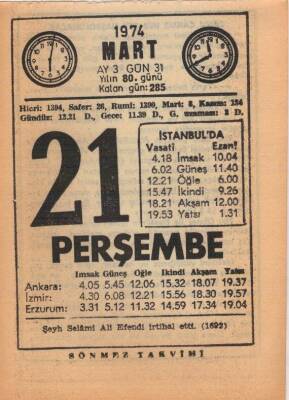 1974
MART
AY 3 GÜN 31
Yılın 80. günü
Kalan gün: 285
Hicri: 1394, Safer: 26, Rumi: 1390, Mart: 8, Kasım: 134
Gündüz: 12.21 D., Gece: 11.39 D., G. uzaması: 3 D.
21
İSTANBUL'DA
Vasati Ezani
4.18 İmsak 10.04
6.02 Güneş 11.40
12.21 Öğle 6.00
15.47 İkindi 9.26
18.21 Akşam 12.00
19.53 Yatsı 1.31
PERŞEMBE
Imsak Güneş Oğle İkindi Akşam Yatsı
Ankara: 4.05 5.45 12.06 15.32 18.07 19.37
İzmir: 4.30 6.08 12.21 15.56 18.30 19.57
Erzurum: 3.31 5.12 11.32 14.59 17.34 19.04
Şeyh Selâmi Ali Efendi irtihal etti. (1692)
SÖNMEZ TAKVİMİ